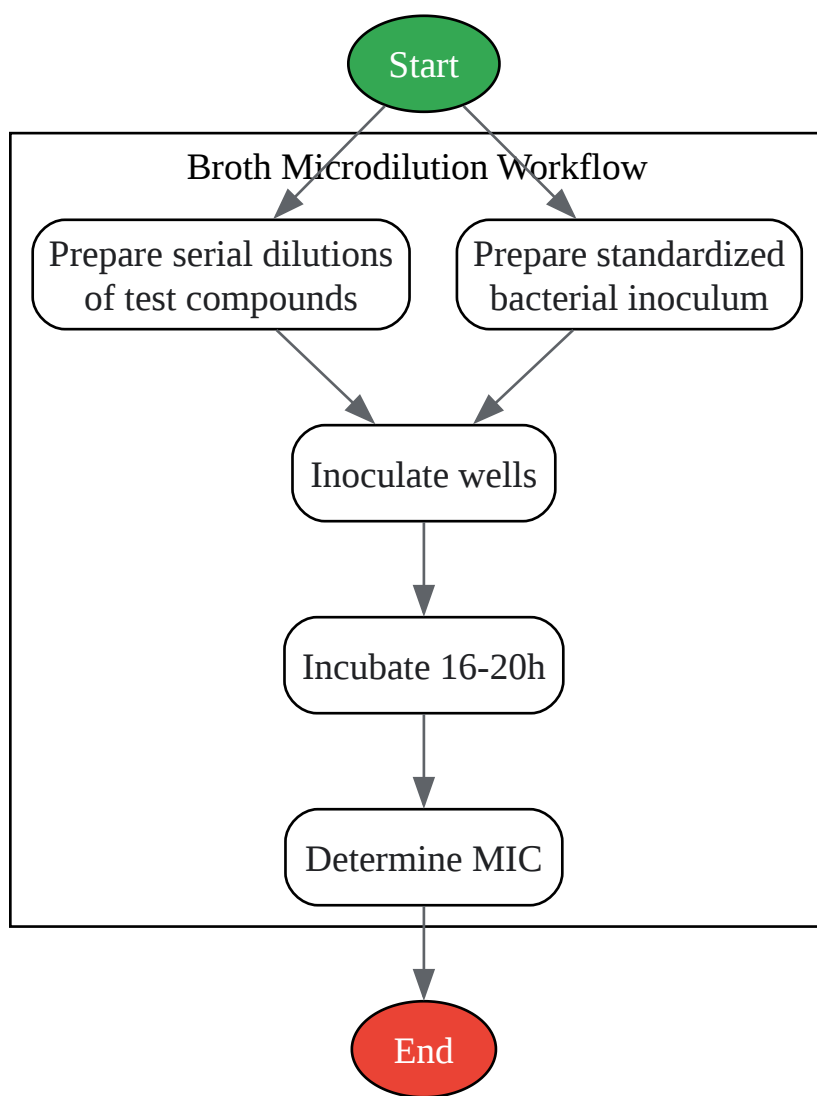 Start
Broth Microdilution Workflow
Prepare serial dilutions
of test compounds
Prepare standardized
bacterial inoculum
Inoculate wells
Incubate 16-20h
Determine MIC
End